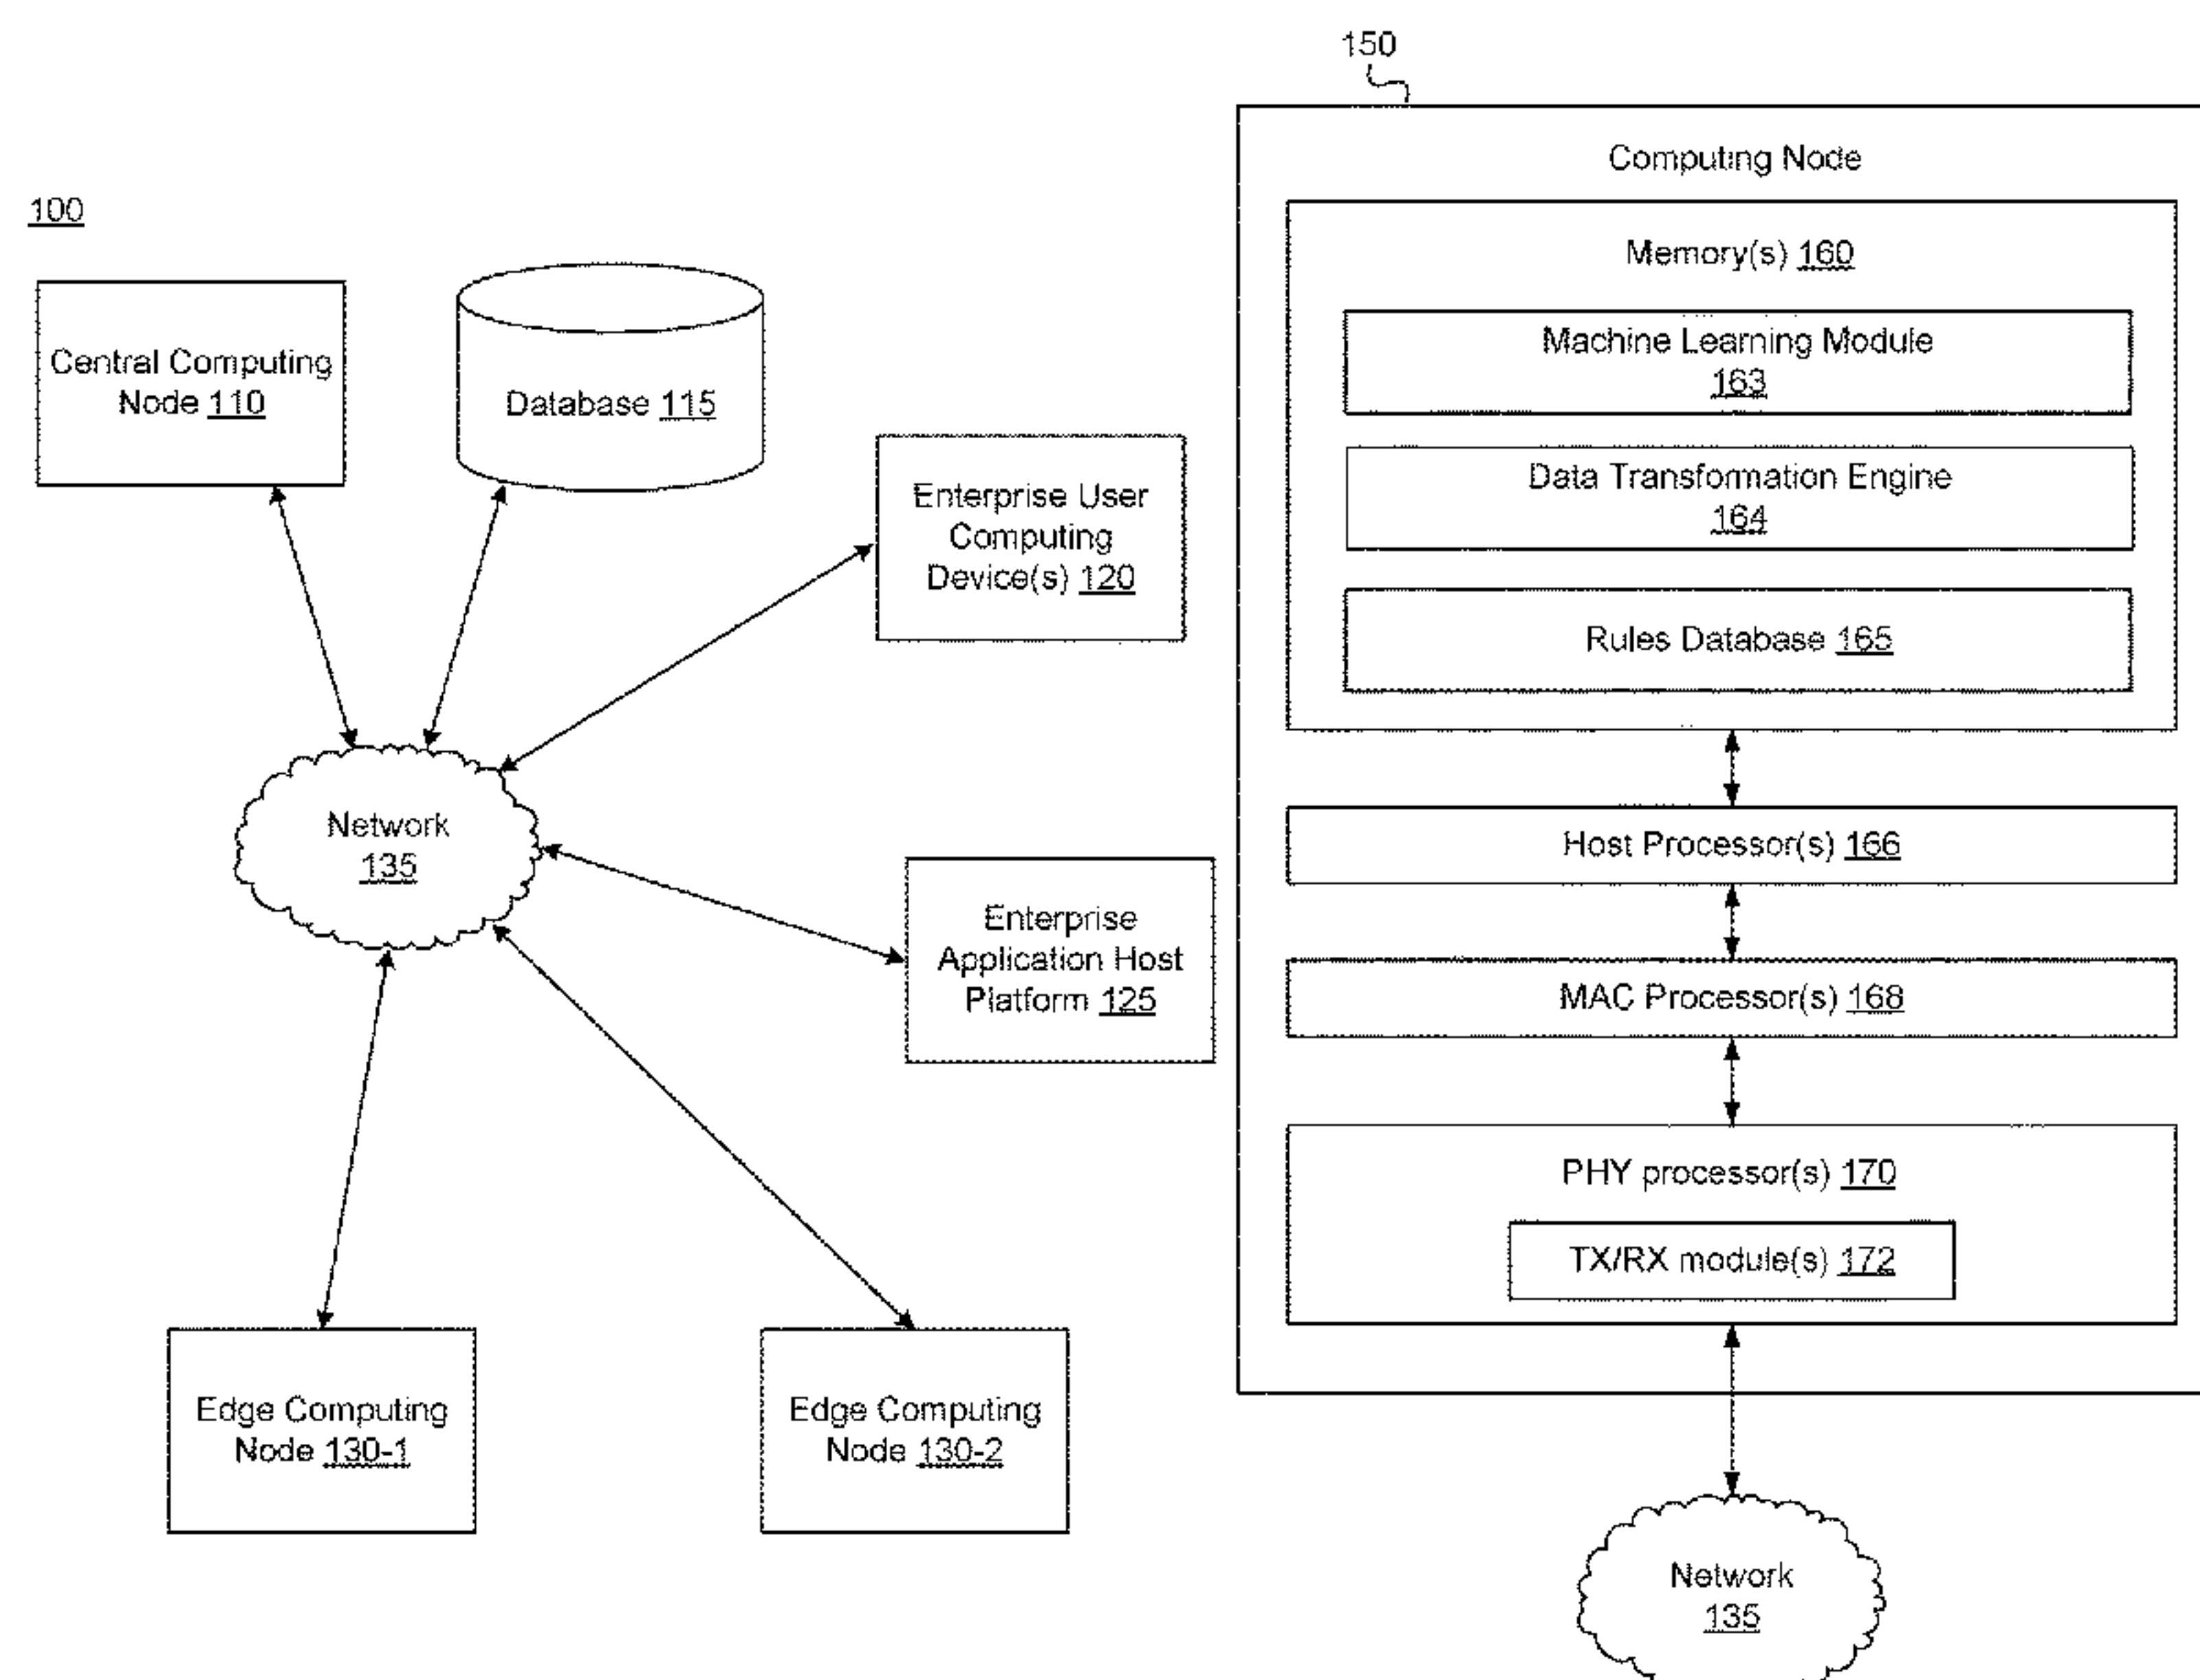 100
Central Computing
Node 110
Database 115
Enterprise User
Computing
Device(s) 120
Network
135
Enterprise
Application Host
Platform 125
Edge Computing
Node 130-1
Edge Computing
Node 130-2
150
Computing Node
Memory(s) 160
Machine Learning Module
163
Data Transformation Engine
164
Rules Database 165
Host Processor(s) 166
MAC Processor(s) 168
PHY processor(s) 170
TX/RX module(s) 172
Network
135